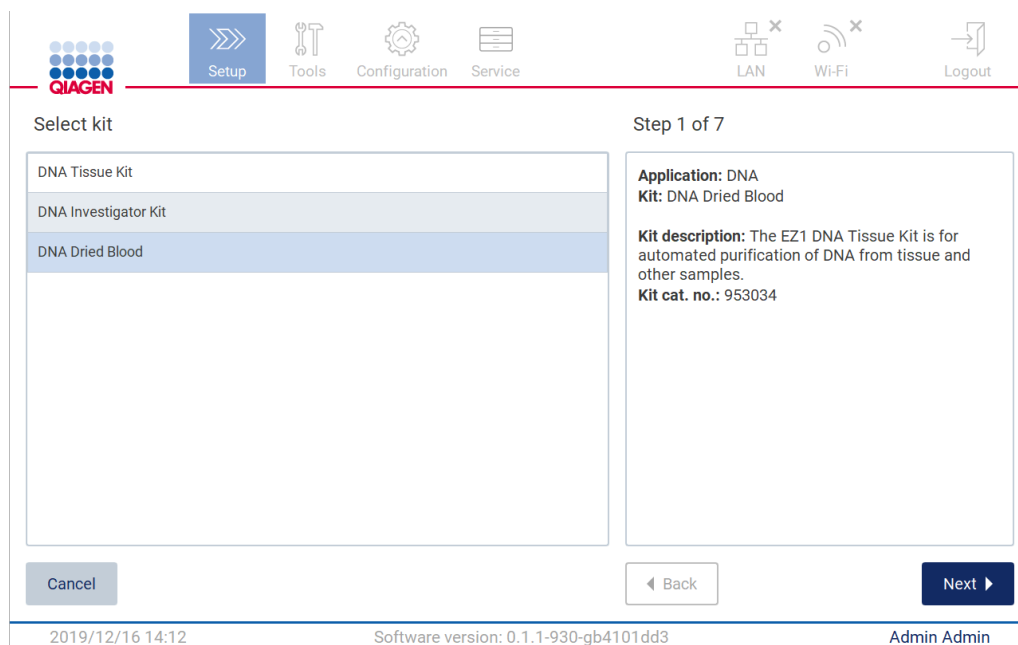 QIAGEN
Setup
Tools
Configuration
Service
LAN
Wi-Fi
Logout
Select kit
Step 1 of 7
DNA Tissue Kit
DNA Investigator Kit
DNA Dried Blood
Application: DNA
Kit: DNA Dried Blood
Kit description: The EZ1 DNA Tissue Kit is for
automated purification of DNA from tissue and
other samples.
Kit cat. no.: 953034
Cancel
Back
Next
2019/12/16 14:12
Software version: 0.1.1-930-gb4101dd3
Admin Admin